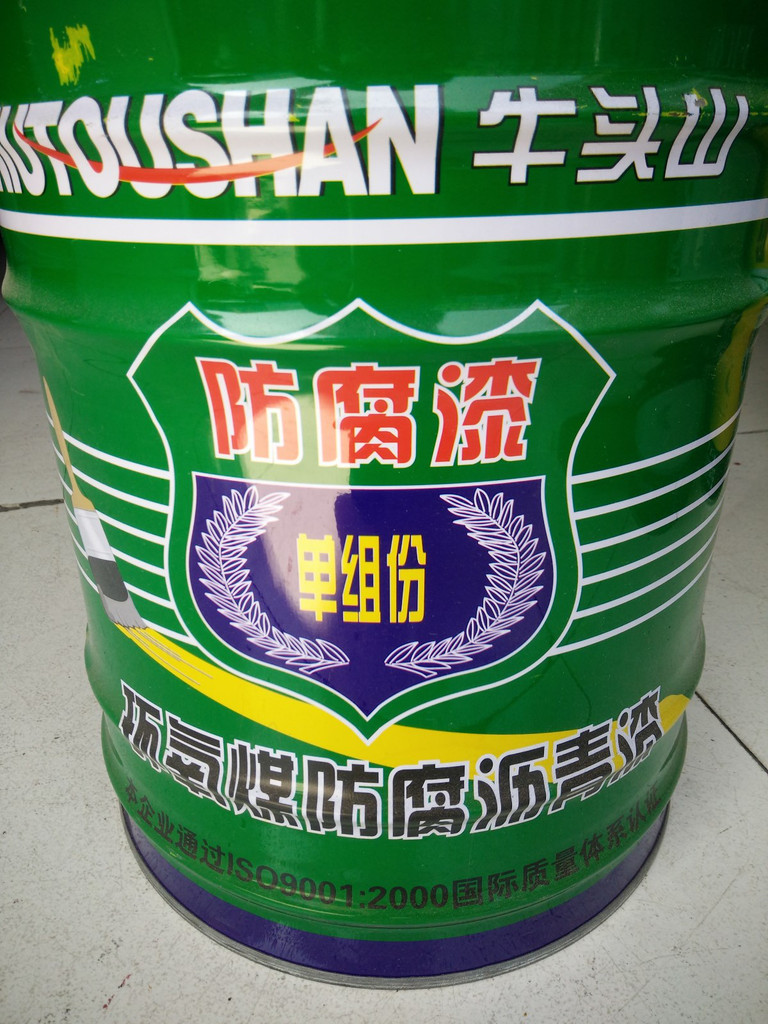 NIUTOUSHAN 牛头山
防腐漆
单组份
环氧煤防腐沥青漆
本企业通过ISO9001:2000国际质量体系认证